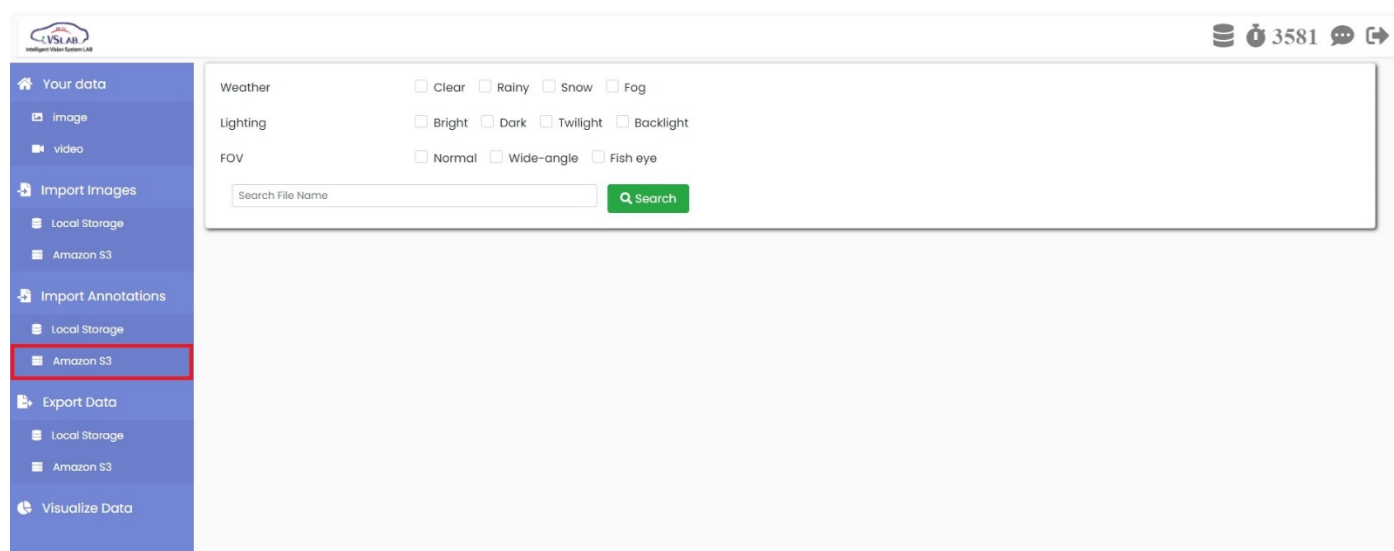 iVSLAB
Intelligent Vision System LAB
3581
Your data
image
video
Import Images
Local Storage
Amazon S3
Import Annotations
Local Storage
Amazon S3
Export Data
Local Storage
Amazon S3
Visualize Data
Weather Clear Rainy Snow Fog
Lighting Bright Dark Twilight Backlight
FOV Normal Wide-angle Fish eye
Search File Name Search